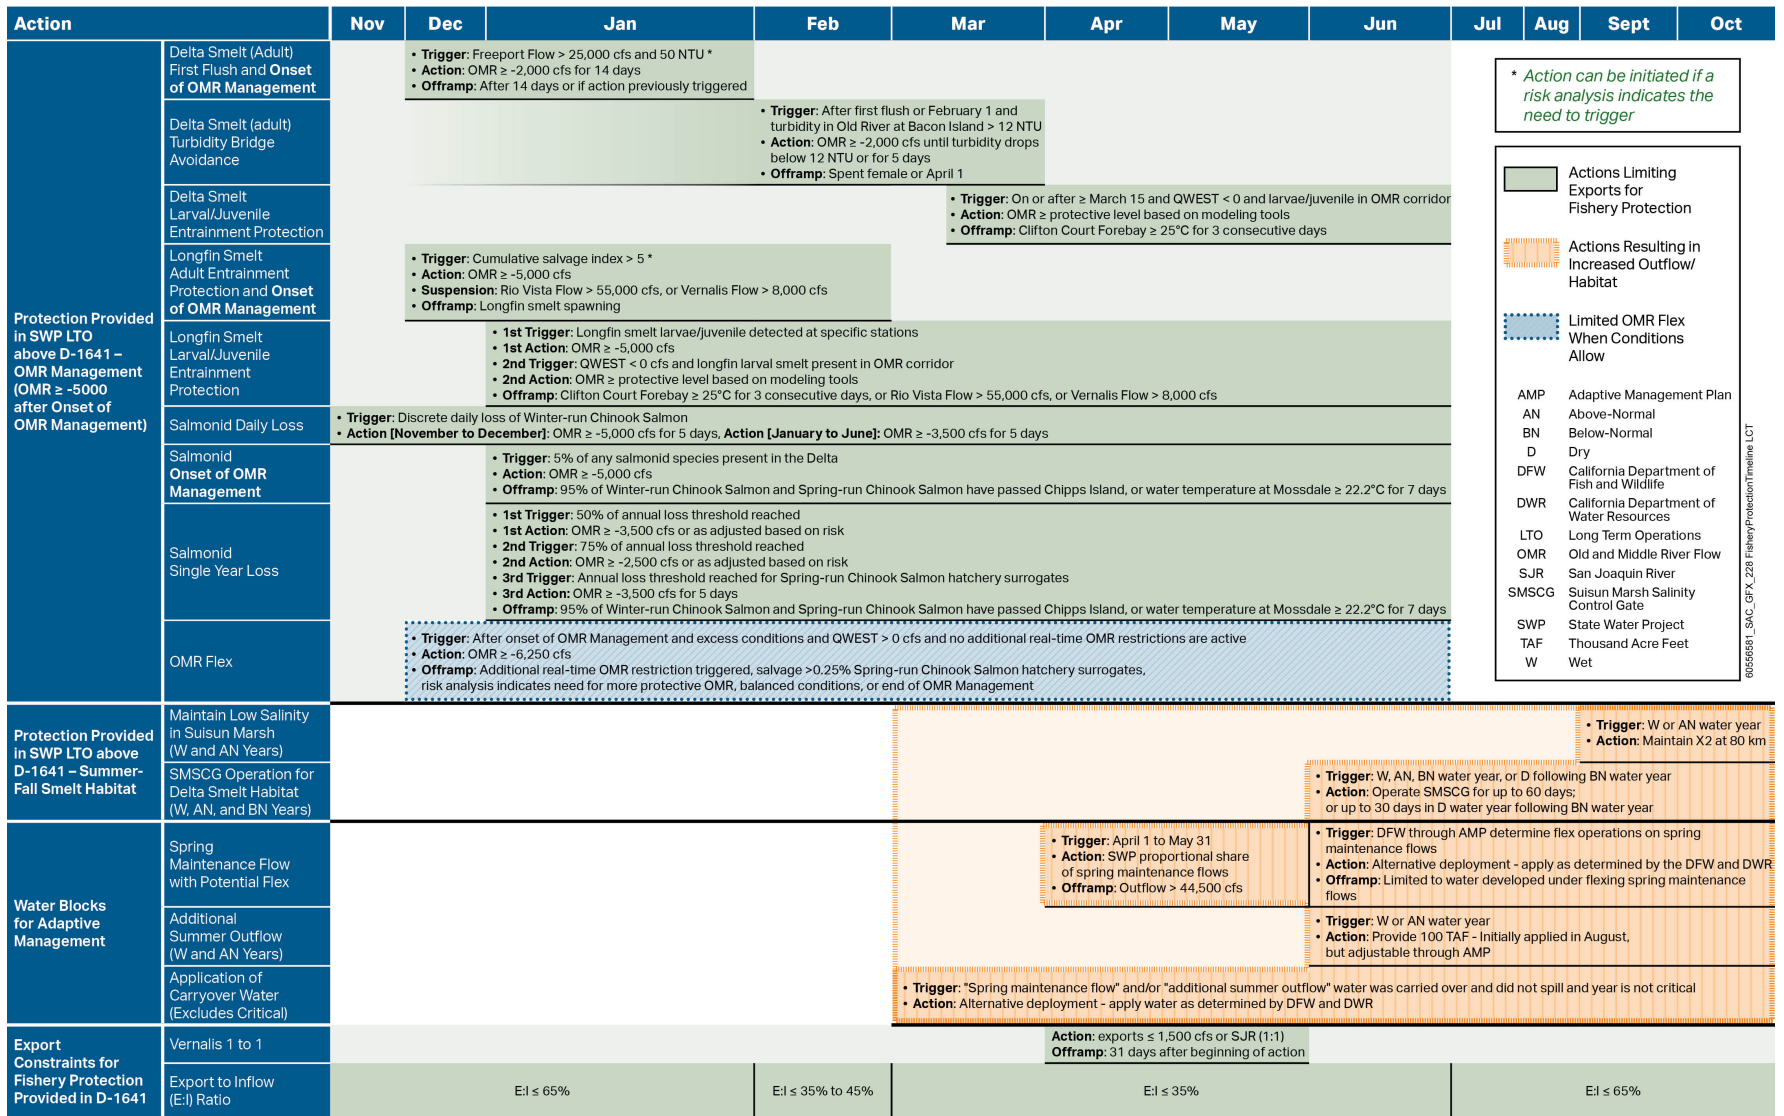 Action
Nov
Dec
Jan
Feb
Mar
Apr
May
Jun
Jul
Aug
Sept
Oct
Protection Provided
in SWP LTO
above D-1641 –
OMR Management
(OMR ≥ -5000
after Onset of
OMR Management)
Delta Smelt (Adult)
First Flush and Onset
of OMR Management
• Trigger: Freeport Flow > 25,000 cfs and 50 NTU *
• Action: OMR ≥ -2,000 cfs for 14 days
• Offramp: After 14 days or if action previously triggered
Delta Smelt (adult)
Turbidity Bridge
Avoidance
• Trigger: After first flush or February 1 and
turbidity in Old River at Bacon Island > 12 NTU
• Action: OMR ≥ -2,000 cfs until turbidity drops
below 12 NTU or for 5 days
• Offramp: Spent female or April 1
Delta Smelt
Larval/Juvenile
Entrainment Protection
• Trigger: On or after ≥ March 15 and QWEST < 0 and larvae/juvenile in OMR corridor
• Action: OMR ≥ protective level based on modeling tools
• Offramp: Clifton Court Forebay ≥ 25°C for 3 consecutive days
Longfin Smelt
Adult Entrainment
Protection and Onset
of OMR Management
• Trigger: Cumulative salvage index > 5 *
• Action: OMR ≥ -5,000 cfs
• Suspension: Rio Vista Flow > 55,000 cfs, or Vernalis Flow > 8,000 cfs
• Offramp: Longfin smelt spawning
Longfin Smelt
Larval/Juvenile
Entrainment
Protection
• 1st Trigger: Longfin smelt larvae/juvenile detected at specific stations
• 1st Action: OMR ≥ -5,000 cfs
• 2nd Trigger: QWEST < 0 cfs and longfin larval smelt present in OMR corridor
• 2nd Action: OMR ≥ protective level based on modeling tools
• Offramp: Clifton Court Forebay ≥ 25°C for 3 consecutive days, or Rio Vista Flow > 55,000 cfs, or Vernalis Flow > 8,000 cfs
Salmonid Daily Loss
• Trigger: Discrete daily loss of Winter-run Chinook Salmon
• Action [November to December]: OMR ≥ -5,000 cfs for 5 days, Action [January to June]: OMR ≥ -3,500 cfs for 5 days
Salmonid
Onset of OMR
Management
• Trigger: 5% of any salmonid species present in the Delta
• Action: OMR ≥ -5,000 cfs
• Offramp: 95% of Winter-run Chinook Salmon and Spring-run Chinook Salmon have passed Chipps Island, or water temperature at Mossdale ≥ 22.2°C for 7 days
Salmonid
Single Year Loss
• 1st Trigger: 50% of annual loss threshold reached
• 1st Action: OMR ≥ -3,500 cfs or as adjusted based on risk
• 2nd Trigger: 75% of annual loss threshold reached
• 2nd Action: OMR ≥ -2,500 cfs or as adjusted based on risk
• 3rd Trigger: Annual loss threshold reached for Spring-run Chinook Salmon hatchery surrogates
• 3rd Action: OMR ≥ -3,500 cfs for 5 days
• Offramp: 95% of Winter-run Chinook Salmon and Spring-run Chinook Salmon have passed Chipps Island, or water temperature at Mossdale ≥ 22.2°C for 7 days
OMR Flex
• Trigger: After onset of OMR Management and excess conditions and QWEST > 0 cfs and no additional real-time OMR restrictions are active
• Action: OMR ≥ -6,250 cfs
• Offramp: Additional real-time OMR restriction triggered, salvage >0.25% Spring-run Chinook Salmon hatchery surrogates,
risk analysis indicates need for more protective OMR, balanced conditions, or end of OMR Management
* Action can be initiated if a
risk analysis indicates the
need to trigger
Actions Limiting
Exports for
Fishery Protection
Actions Resulting in
Increased Outflow/
Habitat
Limited OMR Flex
When Conditions
Allow
AMP Adaptive Management Plan
AN Above-Normal
BN Below-Normal
D Dry
DFW California Department of
Fish and Wildlife
DWR California Department of
Water Resources
LTO Long Term Operations
OMR Old and Middle River Flow
SJR San Joaquin River
SMSCG Suisun Marsh Salinity
Control Gate
SWP State Water Project
TAF Thousand Acre Feet
W Wet
60556581_SAC_GFX_228 FisheryProtectionTimeline LCT
Protection Provided
in SWP LTO above
D-1641 – Summer-
Fall Smelt Habitat
Maintain Low Salinity
in Suisun Marsh
(W and AN Years)
• Trigger: W or AN water year
• Action: Maintain X2 at 80 km
SMSCG Operation for
Delta Smelt Habitat
(W, AN, and BN Years)
• Trigger: W, AN, BN water year, or D following BN water year
• Action: Operate SMSCG for up to 60 days;
or up to 30 days in D water year following BN water year
Water Blocks
for Adaptive
Management
Spring
Maintenance Flow
with Potential Flex
• Trigger: April 1 to May 31
• Action: SWP proportional share
of spring maintenance flows
• Offramp: Outflow > 44,500 cfs
• Trigger: DFW through AMP determine flex operations on spring
maintenance flows
• Action: Alternative deployment - apply as determined by the DFW and DWR
• Offramp: Limited to water developed under flexing spring maintenance
flows
Additional
Summer Outflow
(W and AN Years)
• Trigger: W or AN water year
• Action: Provide 100 TAF - Initially applied in August,
but adjustable through AMP
Application of
Carryover Water
(Excludes Critical)
• Trigger: "Spring maintenance flow" and/or "additional summer outflow" water was carried over and did not spill and year is not critical
• Action: Alternative deployment - apply water as determined by DFW and DWR
Export
Constraints for
Fishery Protection
Provided in D-1641
Vernalis 1 to 1
Action: exports ≤ 1,500 cfs or SJR (1:1)
Offramp: 31 days after beginning of action
Export to Inflow
(E:I) Ratio
E:I ≤ 65%
E:I ≤ 35% to 45%
E:I ≤ 35%
E:I ≤ 65%